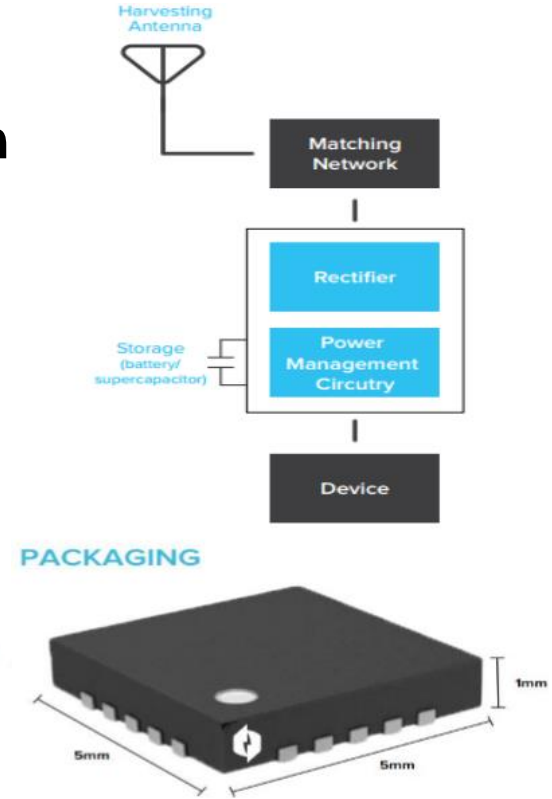 Harvesting
Antenna
n
Matching
Network
Rectifier
Storage
(battery/
supercapacitor)
Power
Management
Circutry
Device
PACKAGING
1mm
5mm
5mm